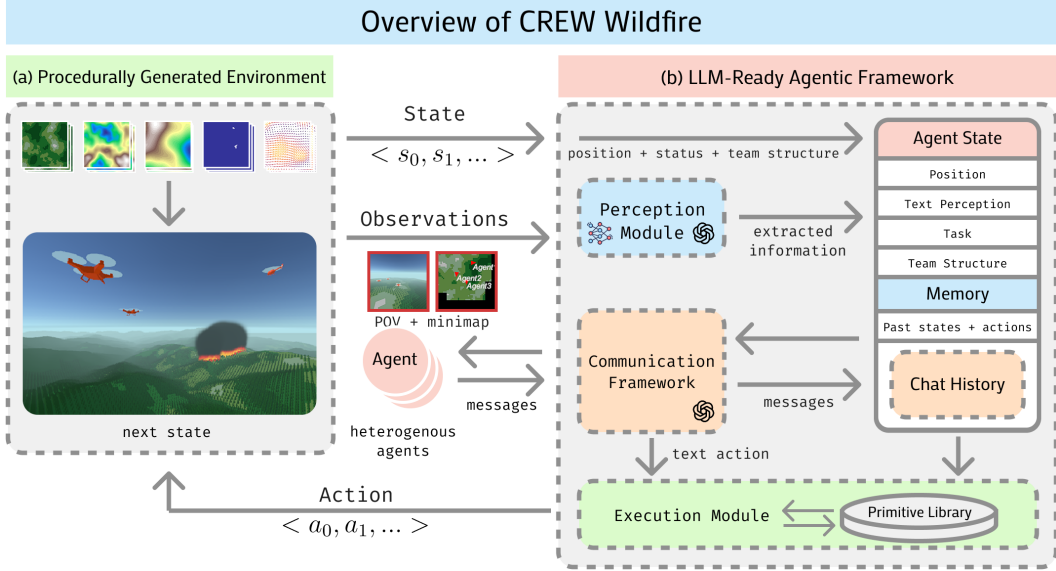 Overview of CREW Wildfire
(a) Procedurally Generated Environment
next state
State
< s₀, s₁, ... >
Observations
Agent
Agent2
Agent3
POV + minimap
Agent
messages
heterogenous
agents
Action
< a₀, a₁, ... >
(b) LLM-Ready Agentic Framework
position + status + team structure
Perception
Module
extracted
information
Communication
Framework
messages
text action
Agent State
Position
Text Perception
Task
Team Structure
Memory
Past states + actions
Chat History
Execution Module
Primitive Library